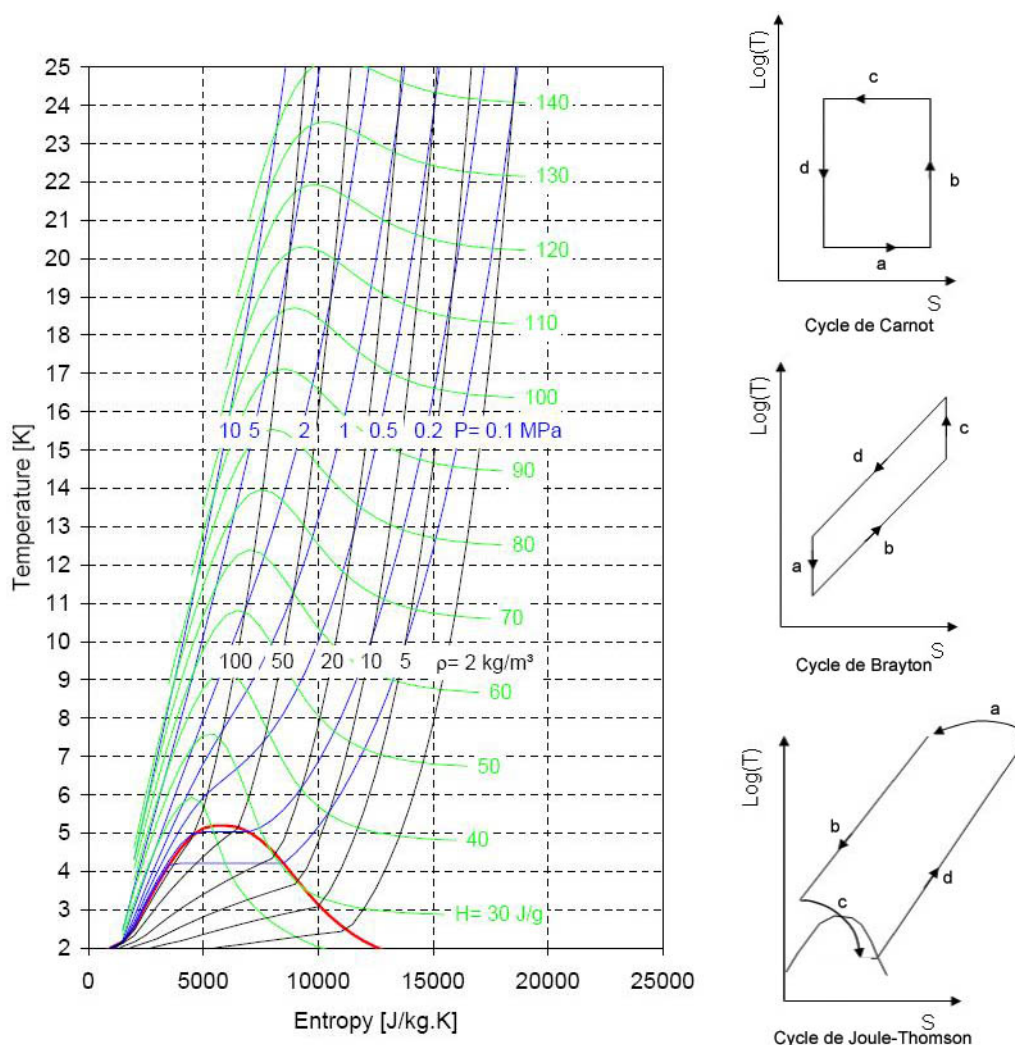 25
24
23
22
21
20
19
18
17
16
15
14
13
12
11
10
9
8
7
6
5
4
3
2
Temperature [K]
140
130
120
110
100
10 5 2 1 0.5 0.2 P= 0.1 MPa
90
80
70
100 50 20 10 5 ρ= 2 kg/m³
60
50
40
H= 30 J/g
0 5000 10000 15000 20000 25000
Entropy [J/kg.K]
Log(T)
c
d
b
a
S
Cycle de Carnot
Log(T)
c
d
a
b
S
Cycle de Brayton
a
Log(T)
b
d
c
S
Cycle de Joule-Thomson